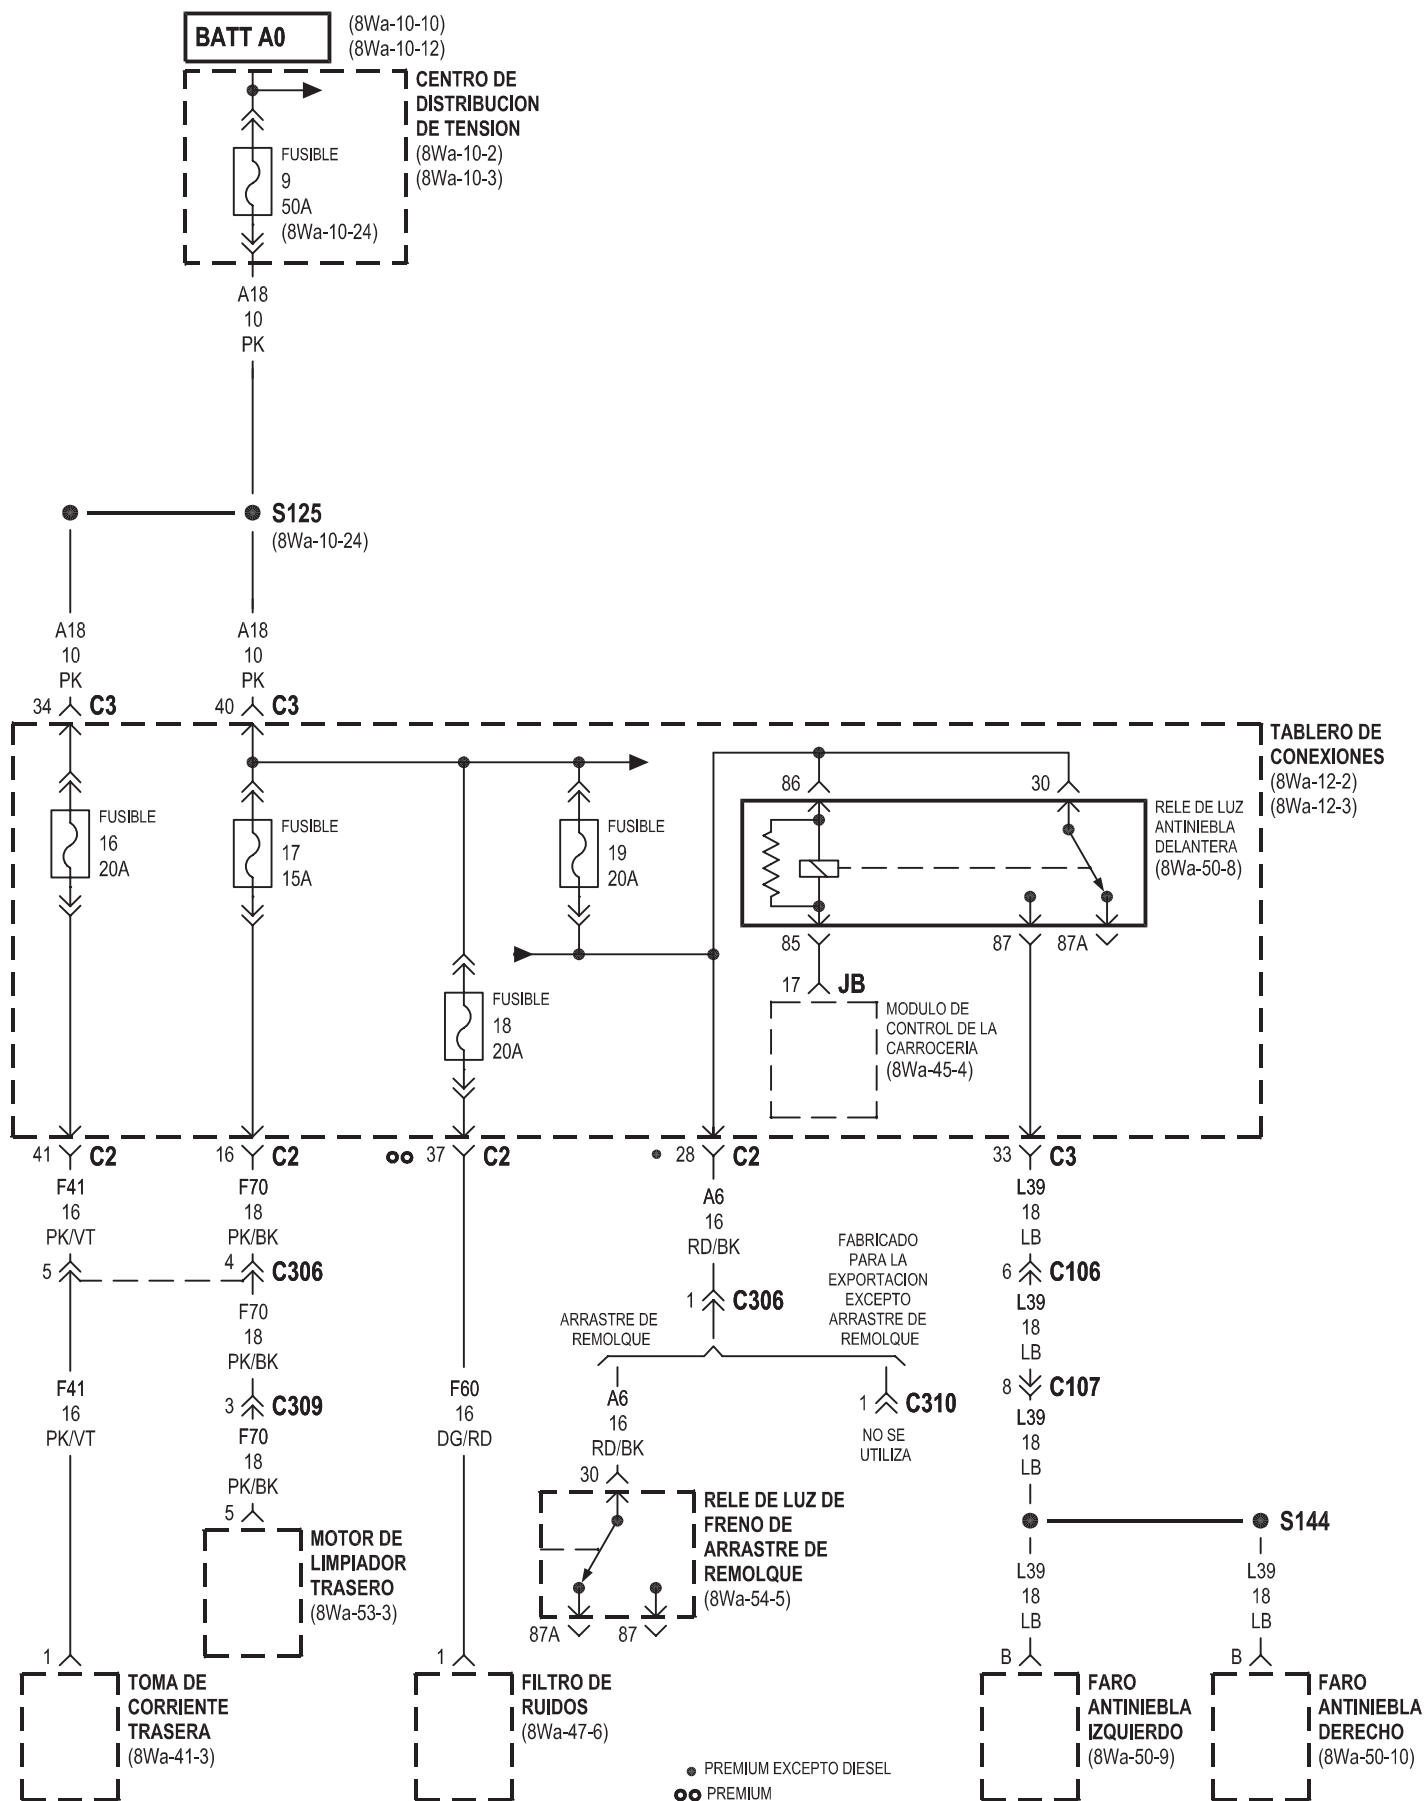 BATT A0
(8Wa-10-10)
(8Wa-10-12)
CENTRO DE
DISTRIBUCION
DE TENSION
(8Wa-10-2)
(8Wa-10-3)
FUSIBLE
9
50A
(8Wa-10-24)
A18
10
PK
S125
(8Wa-10-24)
A18
10
PK
34
C3
A18
10
PK
40
C3
TABLERO DE
CONEXIONES
(8Wa-12-2)
(8Wa-12-3)
FUSIBLE
16
20A
FUSIBLE
17
15A
FUSIBLE
19
20A
86
30
RELE DE LUZ
ANTINIEBLA
DELANTERA
(8Wa-50-8)
85
87
87A
17
JB
MODULO DE
CONTROL DE LA
CARROCERIA
(8Wa-45-4)
FUSIBLE
18
20A
41
C2
16
C2
37
C2
28
C2
33
C3
F41
16
PK/VT
5
F70
18
PK/BK
4
C306
F70
18
PK/BK
3
C309
F70
18
PK/BK
5
MOTOR DE
LIMPIADOR
TRASERO
(8Wa-53-3)
F41
16
PK/VT
1
TOMA DE
CORRIENTE
TRASERA
(8Wa-41-3)
F60
16
DG/RD
1
FILTRO DE
RUIDOS
(8Wa-47-6)
A6
16
RD/BK
1
C306
ARRASTRE DE
REMOLQUE
FABRICADO
PARA LA
EXPORTACION
EXCEPTO
ARRASTRE DE
REMOLQUE
A6
16
RD/BK
30
1
C310
NO SE
UTILIZA
RELE DE LUZ DE
FRENO DE
ARRASTRE DE
REMOLQUE
(8Wa-54-5)
87A
87
L39
18
LB
6
C106
L39
18
LB
8
C107
L39
18
LB
S144
L39
18
LB
B
FARO
ANTINIEBLA
IZQUIERDO
(8Wa-50-9)
L39
18
LB
B
FARO
ANTINIEBLA
DERECHO
(8Wa-50-10)
PREMIUM EXCEPTO DIESEL
PREMIUM